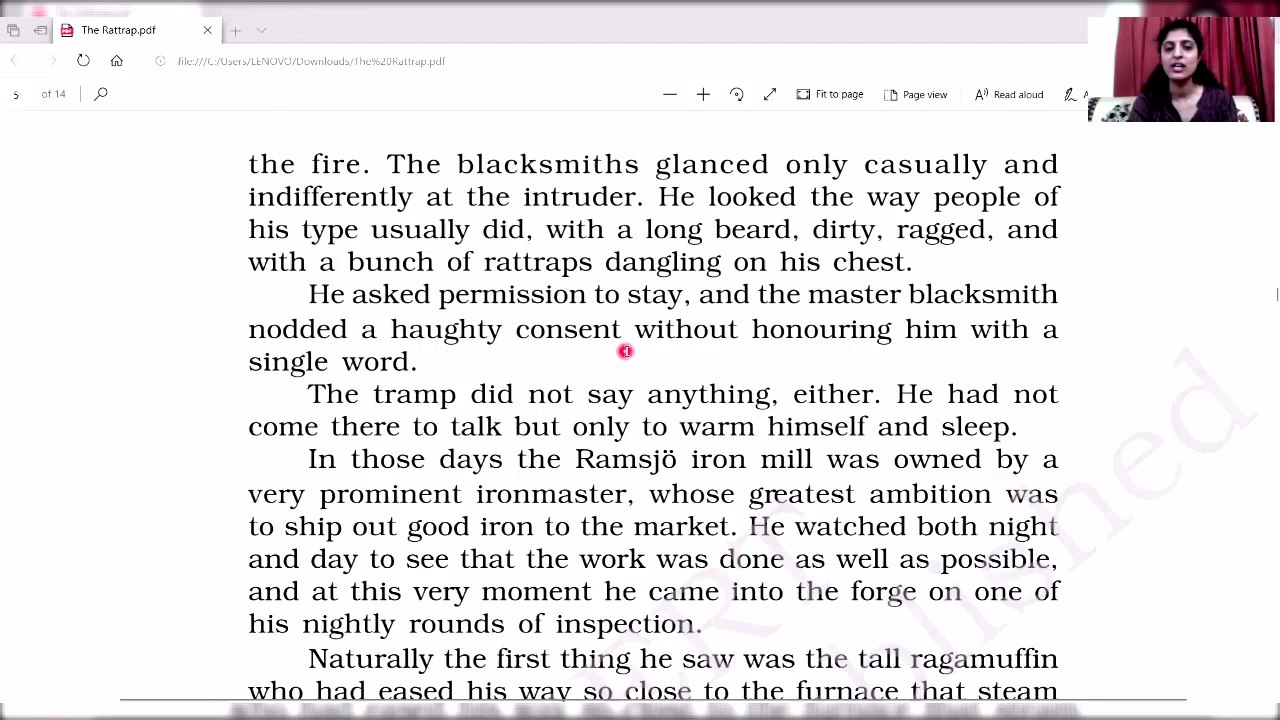 The Rattrap.pdf
file:///C:/Users/LENOVO/Downloads/The%20Rattrap.pdf
5 of 14
Fit to page
Page view
Read aloud
the fire. The blacksmiths glanced only casually and
indifferently at the intruder. He looked the way people of
his type usually did, with a long beard, dirty, ragged, and
with a bunch of rattraps dangling on his chest.
He asked permission to stay, and the master blacksmith
nodded a haughty consent without honouring him with a
single word.
The tramp did not say anything, either. He had not
come there to talk but only to warm himself and sleep.
In those days the Ramsjö iron mill was owned by a
very prominent ironmaster, whose greatest ambition was
to ship out good iron to the market. He watched both night
and day to see that the work was done as well as possible,
and at this very moment he came into the forge on one of
his nightly rounds of inspection.
Naturally the first thing he saw was the tall ragamuffin
who had eased his way so close to the furnace that steam